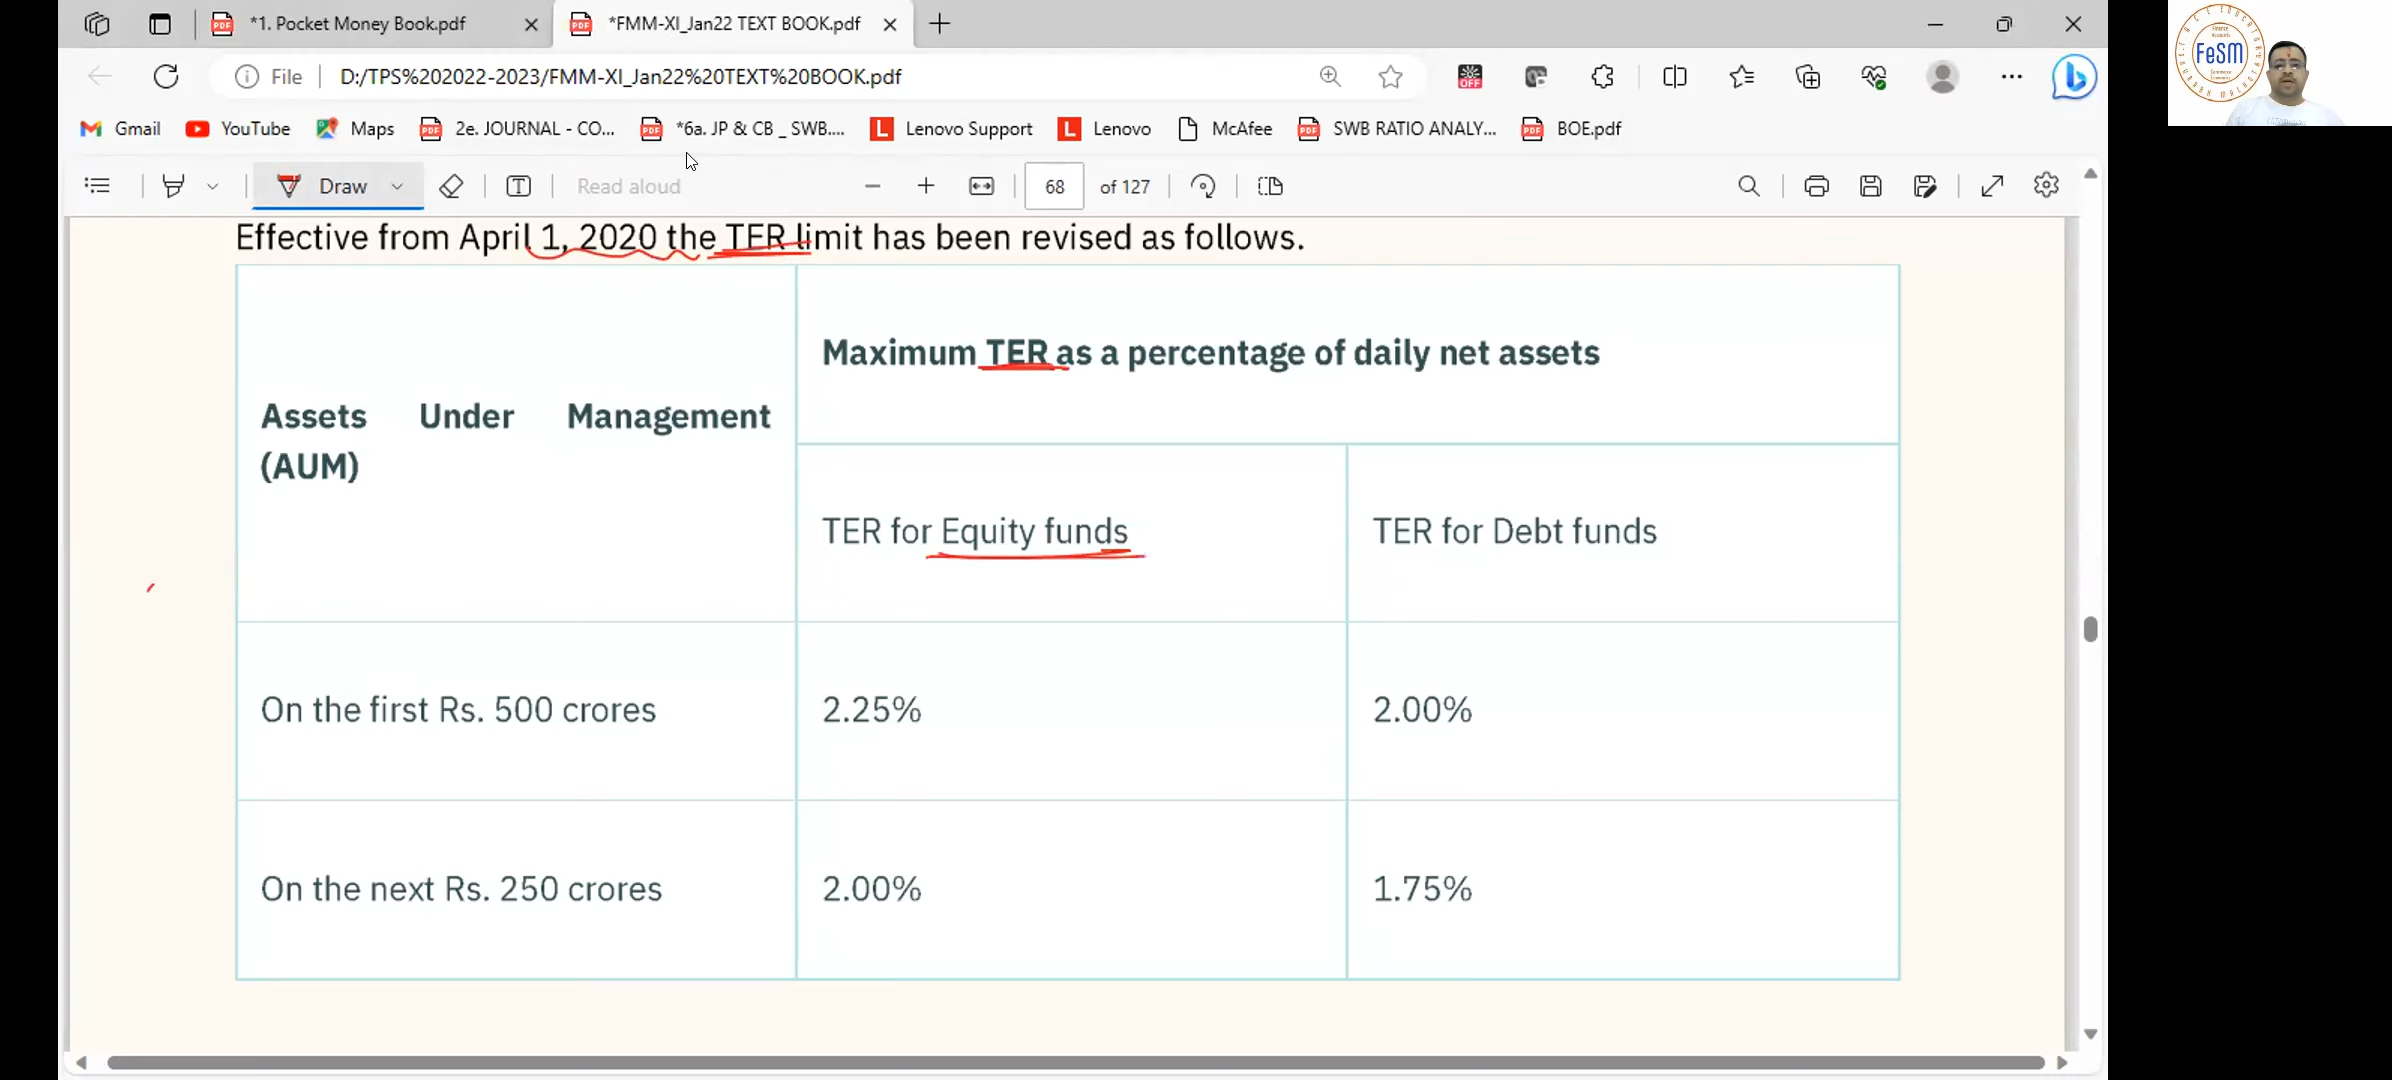 *1. Pocket Money Book.pdf
*FMM-XI_Jan22 TEXT BOOK.pdf
File
D:/TPS%202022-2023/FMM-XI_Jan22%20TEXT%20BOOK.pdf
OFF
Gmail
YouTube
Maps
2e. JOURNAL - CO...
*6a. JP & CB _ SWB....
Lenovo Support
Lenovo
McAfee
SWB RATIO ANALY...
BOE.pdf
Draw
Read aloud
68
of 127
Effective from April 1, 2020 the TER limit has been revised as follows.
Assets Under Management
(AUM)
Maximum TER as a percentage of daily net assets
TER for Equity funds
TER for Debt funds
On the first Rs. 500 crores
2.25%
2.00%
On the next Rs. 250 crores
2.00%
1.75%
FeSM